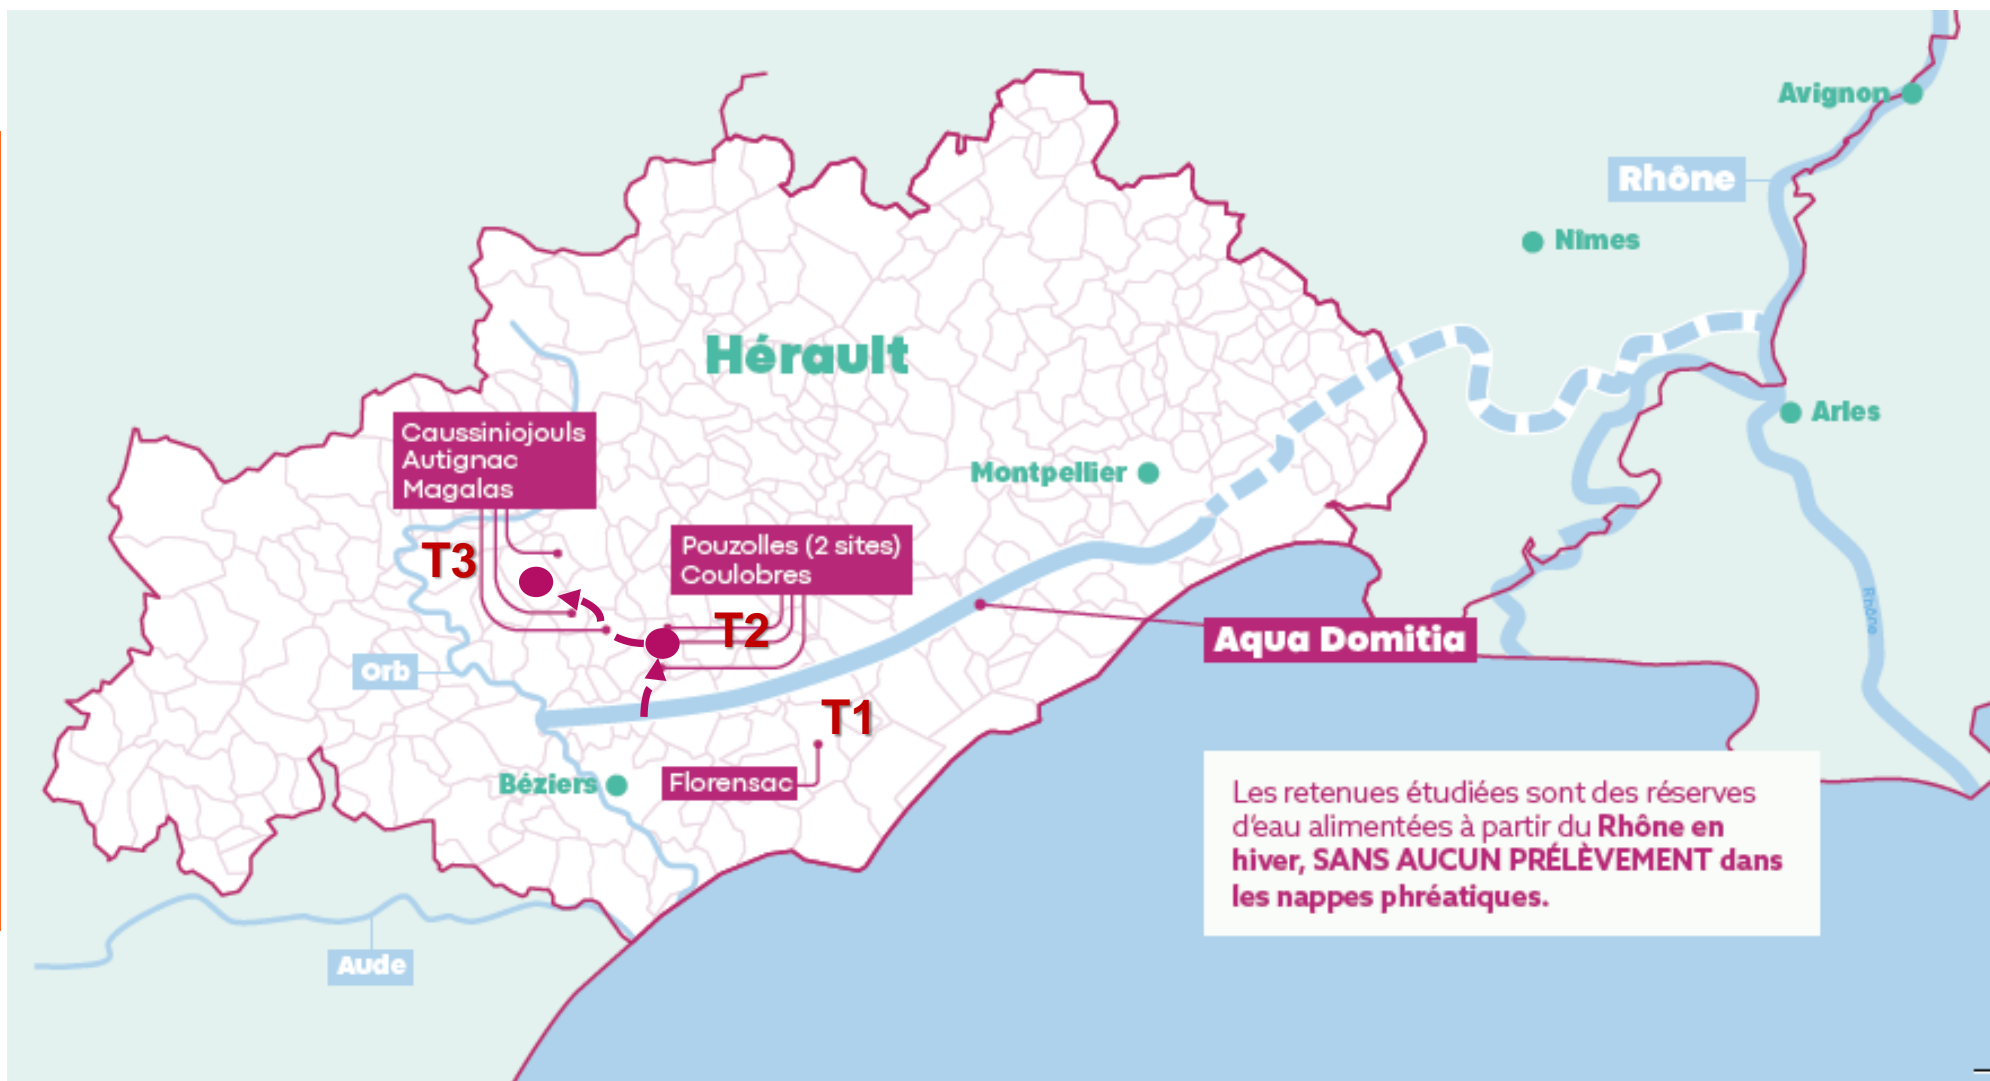 Avignon
Rhône
Nîmes
Hérault
Arles
Caussiniojouls
Autignac
Magalas
Montpellier
T3
Pouzolles (2 sites)
Coulobres
T2
Rhône
Aqua Domitia
Orb
T1
Béziers
Florensac
Les retenues étudiées sont des réserves
d'eau alimentées à partir du Rhône en
hiver, SANS AUCUN PRÉLÈVEMENT dans
les nappes phréatiques.
Aude